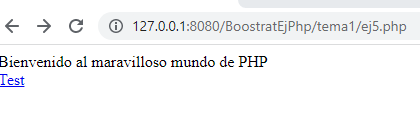 127.0.0.1:8080/BoostratEjPhp/tema1/ej5.php
Bienvenido al maravilloso mundo de PHP
Test